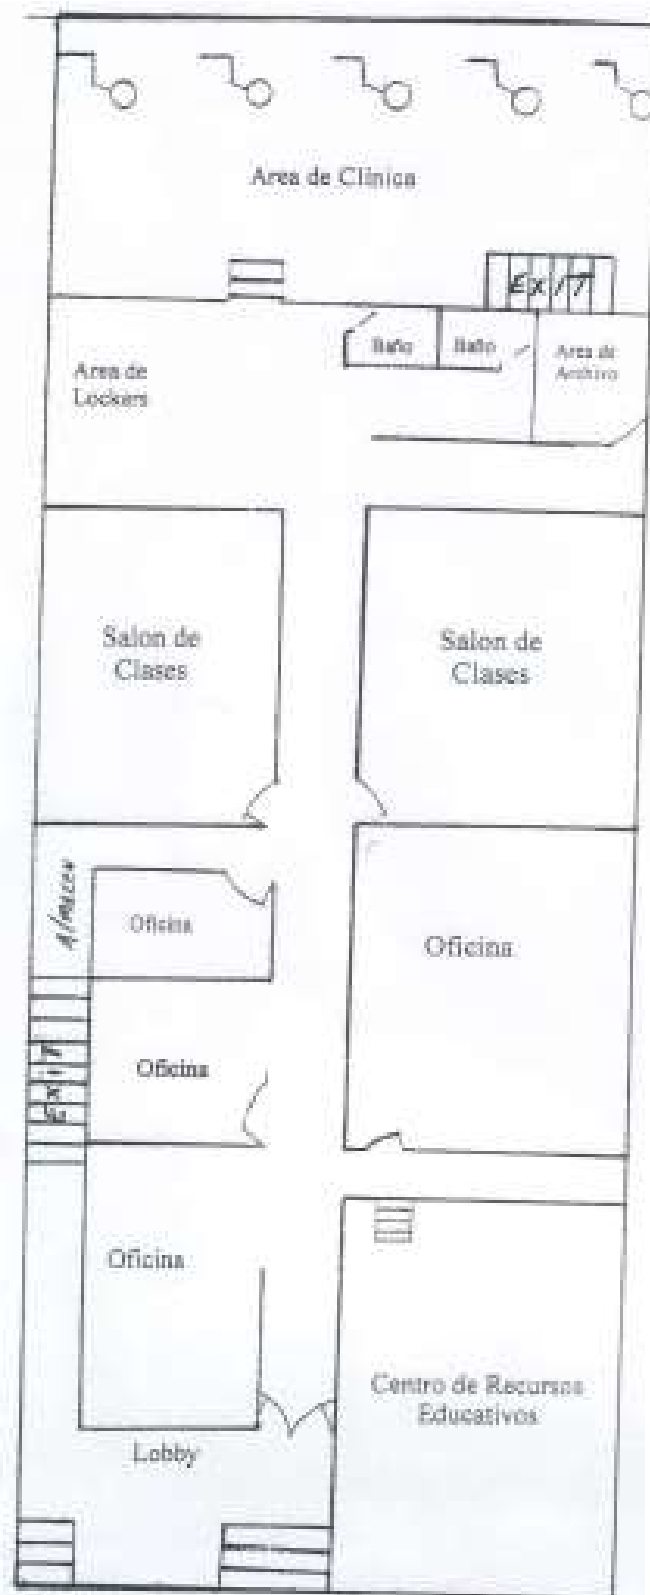 Area de Clínica
EXIT
Baño
Baño
Area de
Archivo
Area de
Lockers
Salon de
Clases
Salon de
Clases
Almacen
Oficina
Oficina
EXIT
Oficina
Oficina
Centro de Recursos
Educativos
Lobby